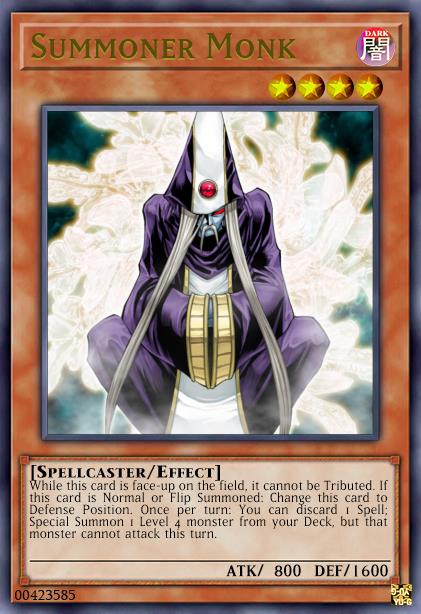 Summoner Monk
DARK
闇
[Spellcaster/Effect]
While this card is face-up on the field, it cannot be Tributed. If
this card is Normal or Flip Summoned: Change this card to
Defense Position. Once per turn: You can discard 1 Spell;
Special Summon 1 Level 4 monster from your Deck, but that
monster cannot attack this turn.
ATK/ 800 DEF/1600
00423585